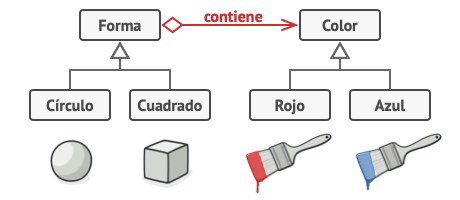 contiene
Forma
Color
Círculo
Cuadrado
Rojo
Azul